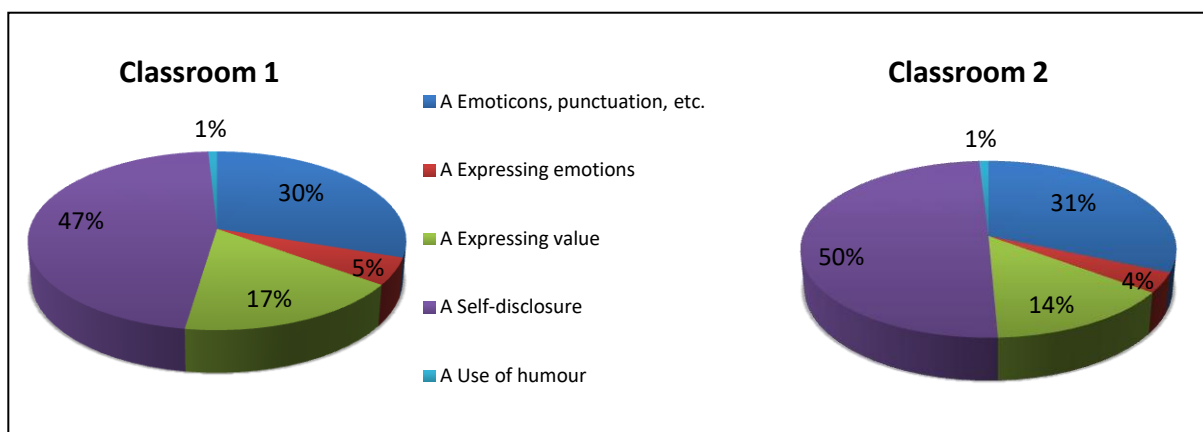 Classroom 1
1%
30%
47%
5%
17%
A Emoticons, punctuation, etc.
A Expressing emotions
A Expressing value
A Self-disclosure
A Use of humour
Classroom 2
1%
31%
50%
4%
14%